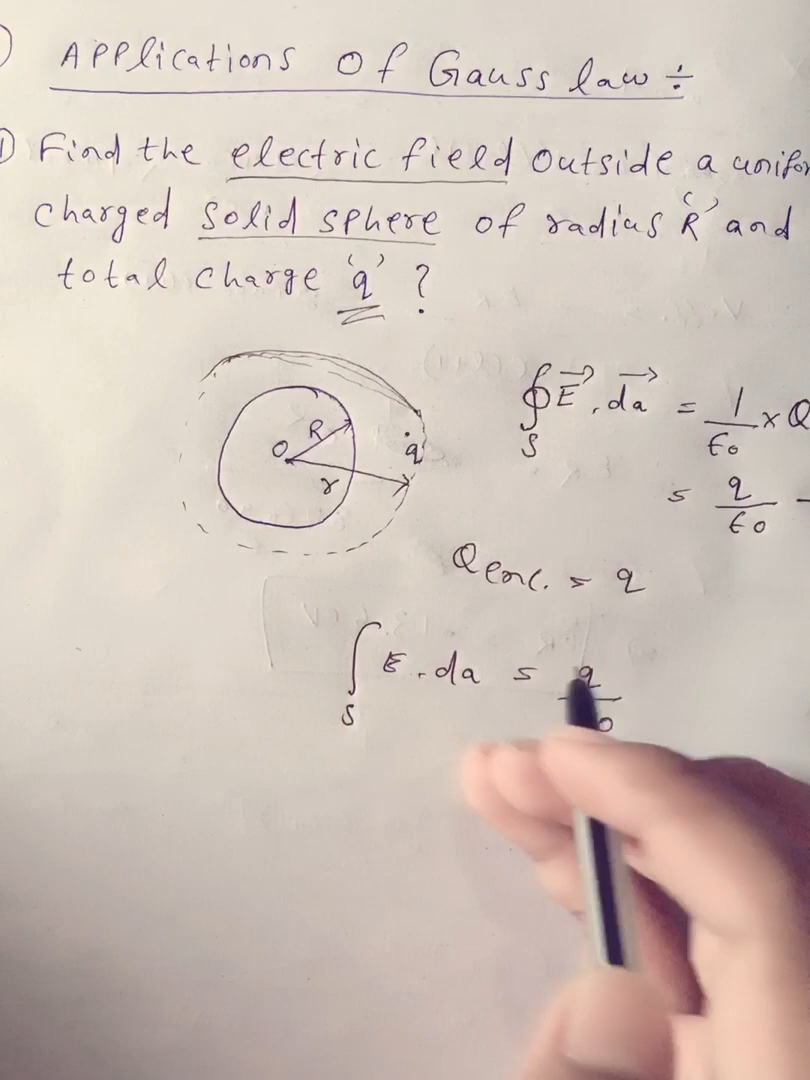 Applications of Gauss law ÷
① Find the electric field outside a
charged solid sphere of radius 'R' and
total charge 'q' ?
R
O
r
q
∮ E⃗ . da⃗ = 1/ε0 x Q
S
= q/ε0 -
Qenc. = q
∫ E . da = q/ε0
S